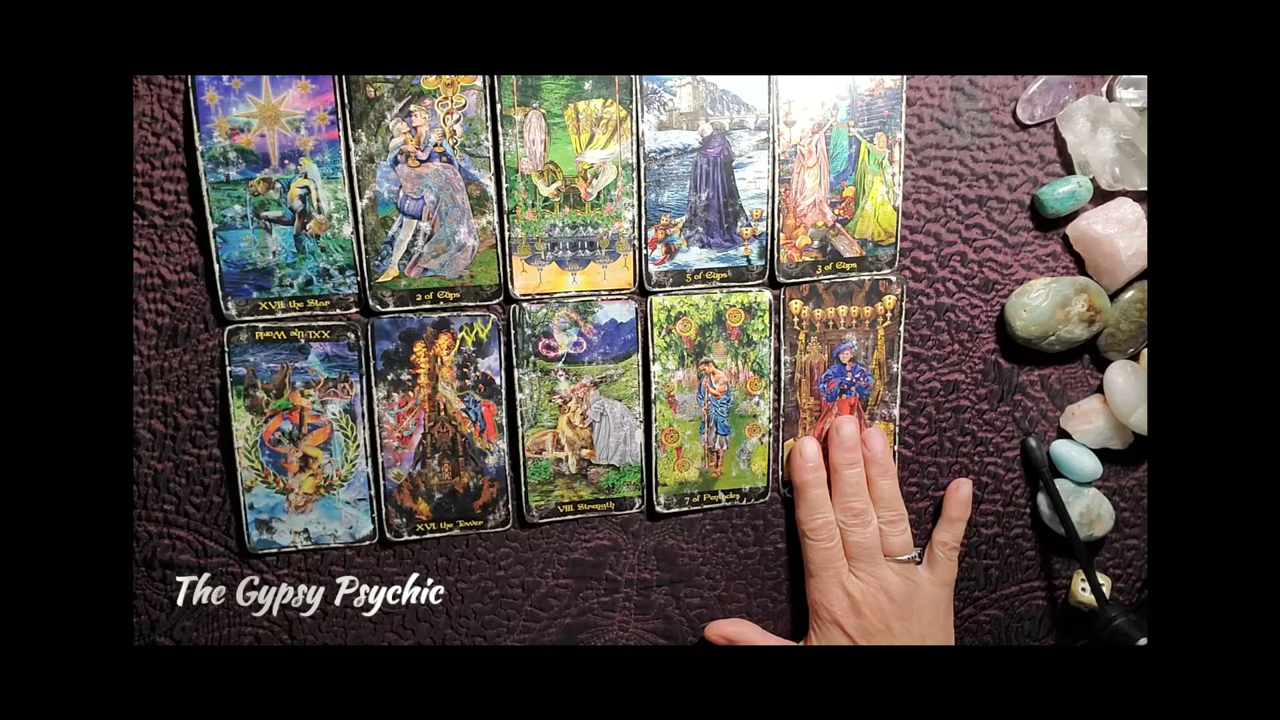 XVII. the Star
2 of Cups
5 of Cups
3 of Cups
XXI. the World
XVI. the Tower
VIII. Strength
7 of Pentacles
The Gypsy Psychic